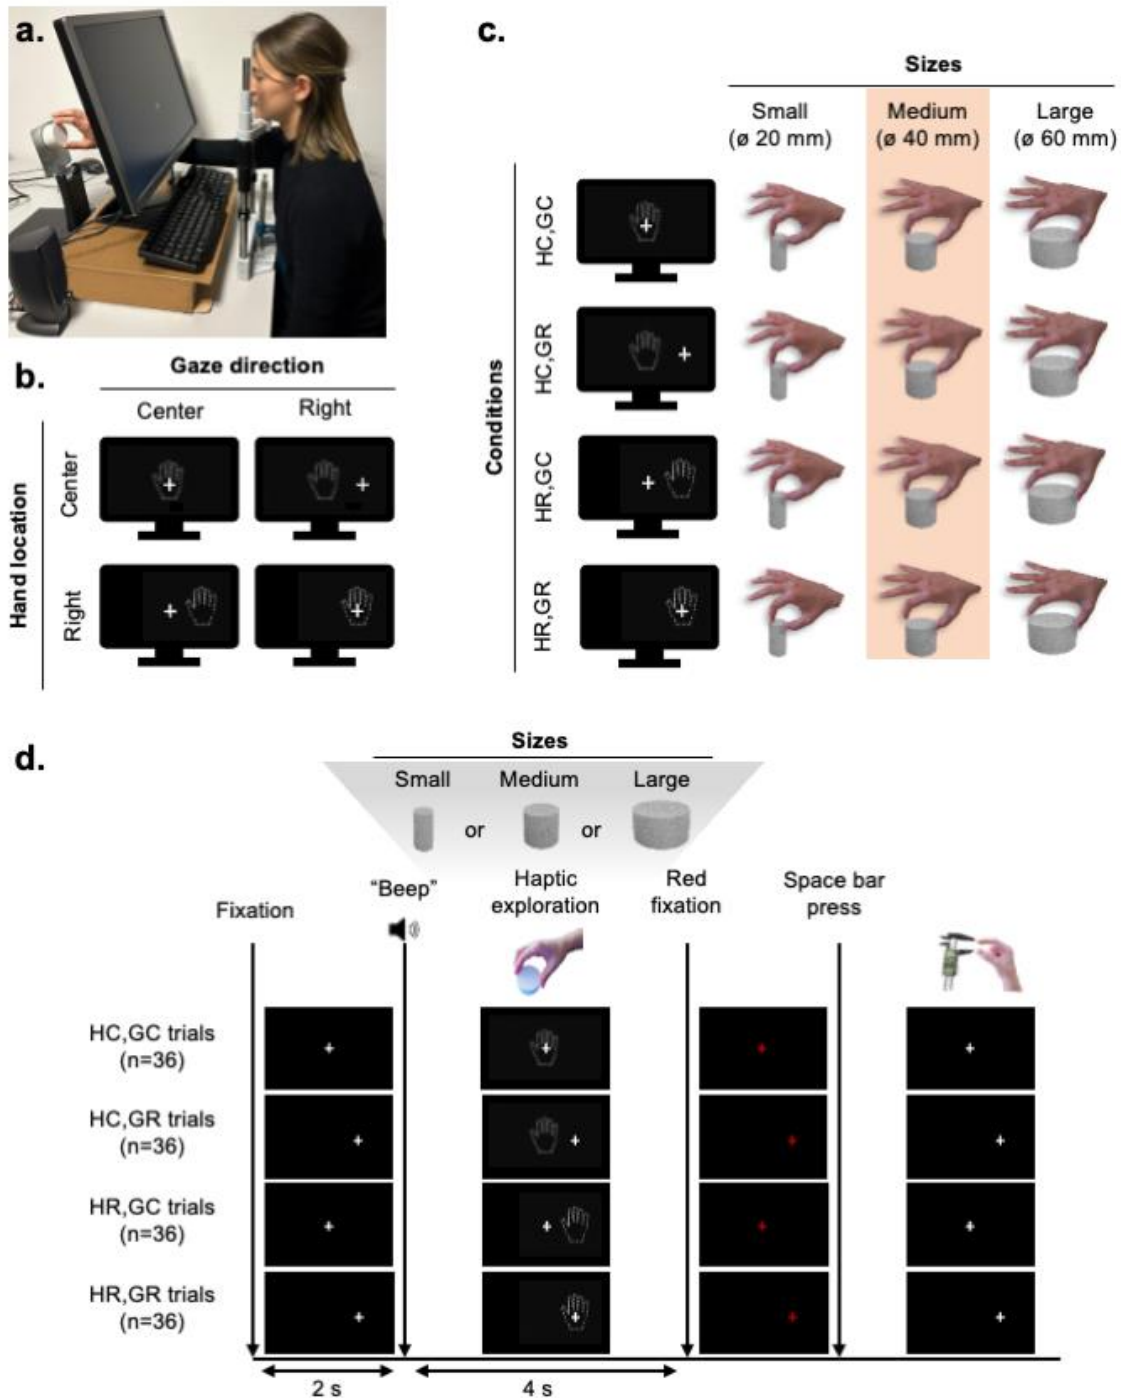 a.
b.
Gaze direction
Center
Right
Hand location
Center
Right
c.
Sizes
Small
(ø 20 mm)
Medium
(ø 40 mm)
Large
(ø 60 mm)
Conditions
HC,GC
HC,GR
HR,GC
HR,GR
d.
Sizes
Small
Medium
Large
or
or
Fixation
“Beep”
Haptic
exploration
Red
fixation
Space bar
press
HC,GC trials
(n=36)
HC,GR trials
(n=36)
HR,GC trials
(n=36)
HR,GR trials
(n=36)
2 s
4 s